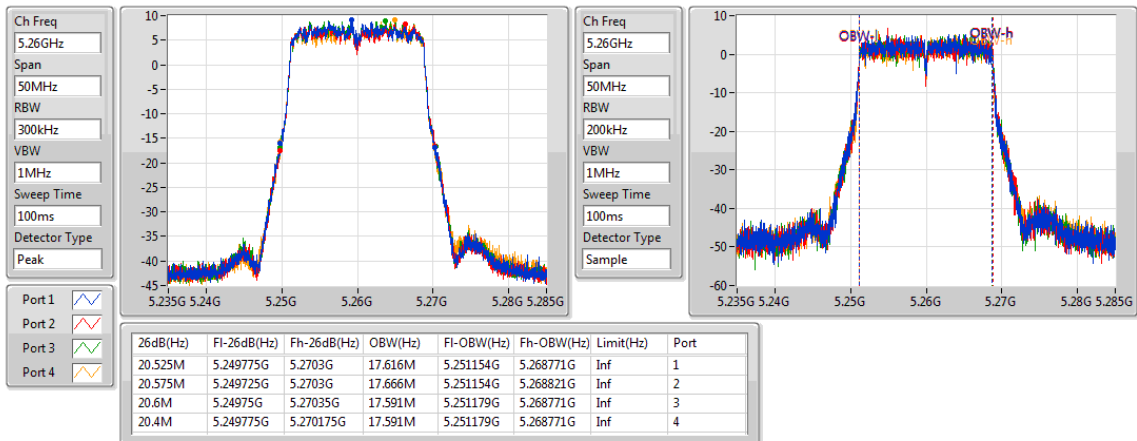 Ch Freq
5.26GHz
Span
50MHz
RBW
300kHz
VBW
1MHz
Sweep Time
100ms
Detector Type
Peak
10
5
0
-5
-10
-15
-20
-25
-30
-35
-40
-45
5.235G 5.24G 5.25G 5.26G 5.27G 5.28G 5.285G
Ch Freq
5.26GHz
Span
50MHz
RBW
200kHz
VBW
1MHz
Sweep Time
100ms
Detector Type
Sample
10
0
-10
-20
-30
-40
-50
-60
OBW-l OBW-h
5.235G 5.24G 5.25G 5.26G 5.27G 5.28G 5.285G
Port 1
Port 2
Port 3
Port 4
26dB(Hz) Fl-26dB(Hz) Fh-26dB(Hz) OBW(Hz) Fl-OBW(Hz) Fh-OBW(Hz) Limit(Hz) Port
20.525M 5.249775G 5.2703G 17.616M 5.251154G 5.268771G Inf 1
20.575M 5.249725G 5.2703G 17.666M 5.251154G 5.268821G Inf 2
20.6M 5.24975G 5.27035G 17.591M 5.251179G 5.268771G Inf 3
20.4M 5.249775G 5.270175G 17.591M 5.251179G 5.268771G Inf 4